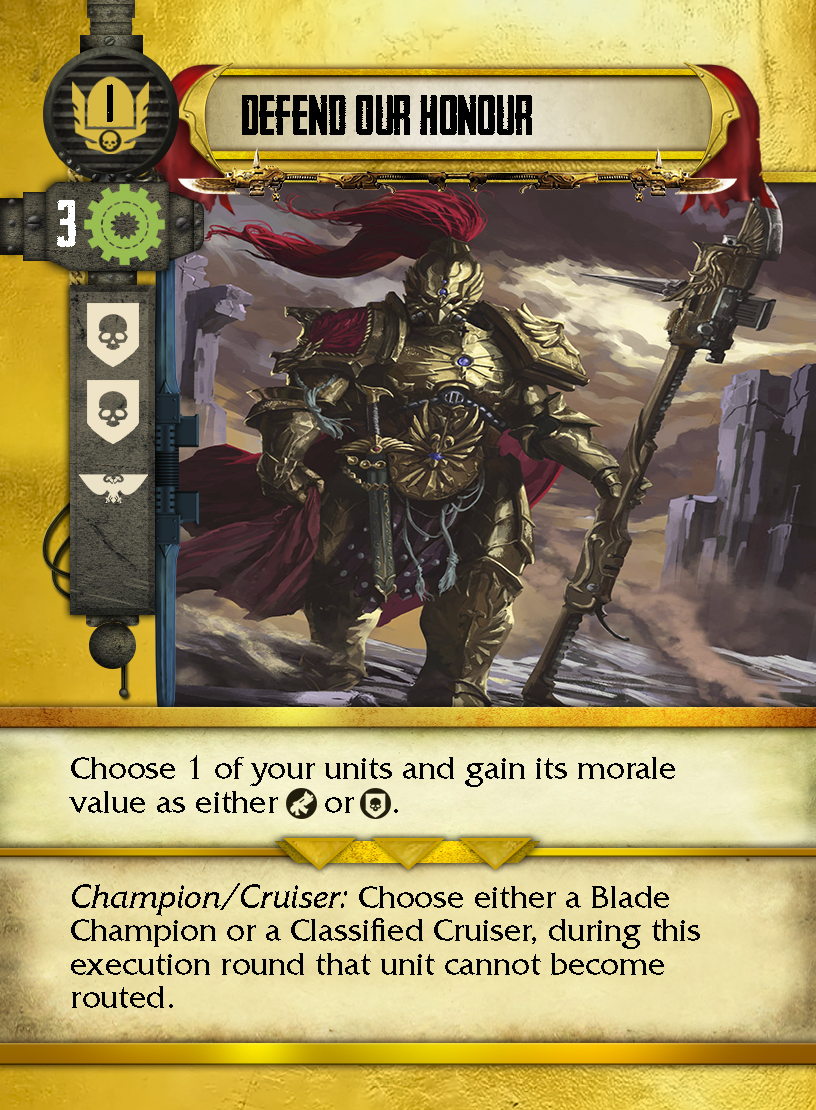 I
DEFEND OUR HONOUR
3
Choose 1 of your units and gain its morale
value as either or .
Champion/Cruiser: Choose either a Blade
Champion or a Classified Cruiser, during this
execution round that unit cannot become
routed.